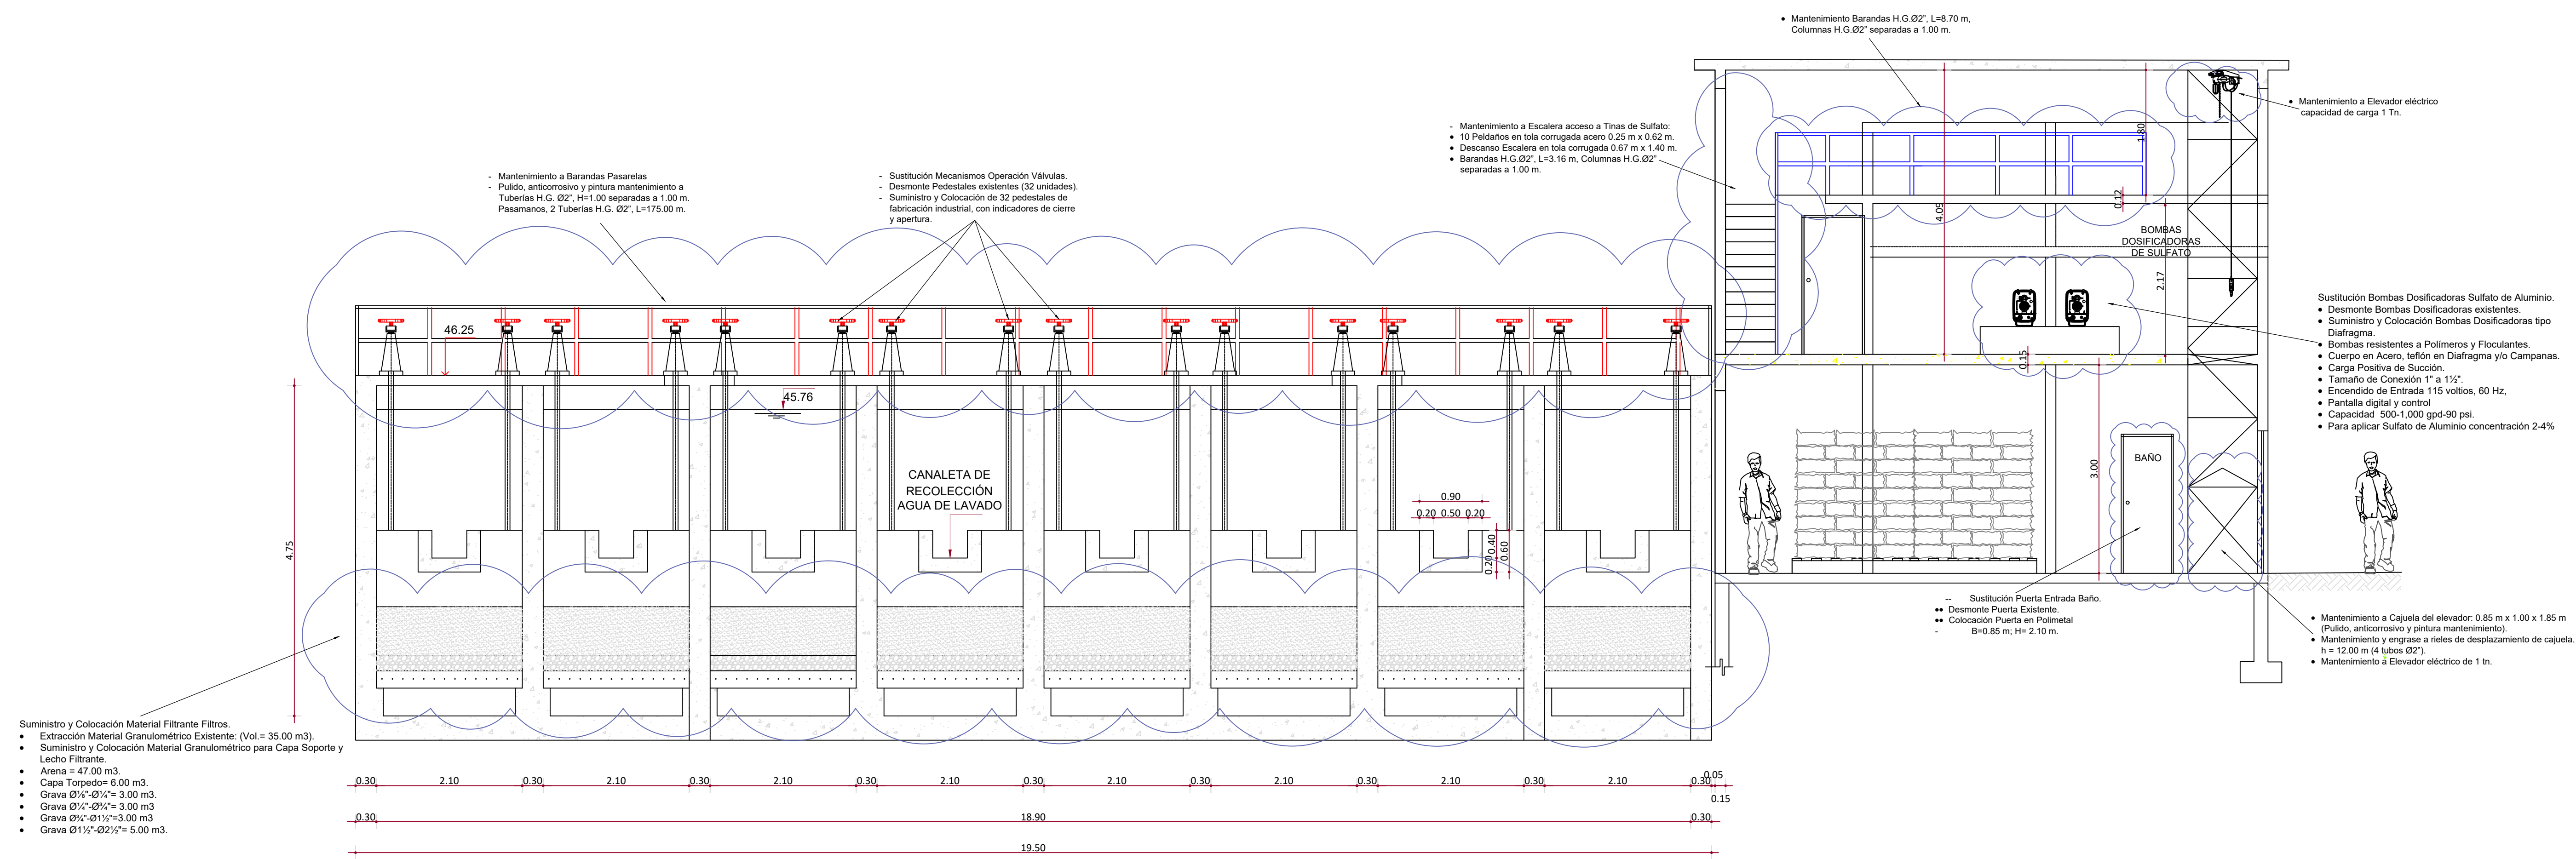 • Mantenimiento Barandas H.G.Ø2", L=8.70 m,
Columnas H.G.Ø2" separadas a 1.00 m.
• Mantenimiento a Elevador eléctrico
capacidad de carga 1 Tn.
- Mantenimiento a Escalera acceso a Tinas de Sulfato:
• 10 Peldaños en tola corrugada acero 0.25 m x 0.62 m.
• Descanso Escalera en tola corrugada 0.67 m x 1.40 m.
• Barandas H.G.Ø2", L=3.16 m, Columnas H.G.Ø2"
separadas a 1.00 m.
- Mantenimiento a Barandas Pasarelas
- Pulido, anticorrosivo y pintura mantenimiento a
Tuberías H.G. Ø2", H=1.00 separadas a 1.00 m.
Pasamanos, 2 Tuberías H.G. Ø2", L=175.00 m.
- Sustitución Mecanismos Operación Válvulas.
- Desmonte Pedestales existentes (32 unidades).
- Suministro y Colocación de 32 pedestales de
fabricación industrial, con indicadores de cierre
y apertura.
1.80
0.12
4.09
BOMBAS
DOSIFICADORAS
DE SULFATO
2.17
0.15
3.00
BAÑO
Sustitución Bombas Dosificadoras Sulfato de Aluminio.
• Desmonte Bombas Dosificadoras existentes.
• Suministro y Colocación Bombas Dosificadoras tipo
Diafragma.
• Bombas resistentes a Polímeros y Floculantes.
• Cuerpo en Acero, teflón en Diafragma y/o Campanas.
• Carga Positiva de Succión.
• Tamaño de Conexión 1" a 1½".
• Encendido de Entrada 115 voltios, 60 Hz,
• Pantalla digital y control
• Capacidad 500-1,000 gpd-90 psi.
• Para aplicar Sulfato de Aluminio concentración 2-4%
46.25
45.76
4.75
CANALETA DE
RECOLECCIÓN
AGUA DE LAVADO
0.90
0.20 0.50 0.20
0.40
0.20
0.60
-- Sustitución Puerta Entrada Baño.
•• Desmonte Puerta Existente.
•• Colocación Puerta en Polimetal
- B=0.85 m; H= 2.10 m.
• Mantenimiento a Cajuela del elevador: 0.85 m x 1.00 x 1.85 m
(Pulido, anticorrosivo y pintura mantenimiento).
• Mantenimiento y engrase a rieles de desplazamiento de cajuela.
h = 12.00 m (4 tubos Ø2").
• Mantenimiento a Elevador eléctrico de 1 tn.
Suministro y Colocación Material Filtrante Filtros.
• Extracción Material Granulométrico Existente: (Vol.= 35.00 m3).
• Suministro y Colocación Material Granulométrico para Capa Soporte y
Lecho Filtrante.
• Arena = 47.00 m3.
• Capa Torpedo= 6.00 m3.
• Grava Ø⅛"-Ø¼"= 3.00 m3.
• Grava Ø¼"-Ø¾"= 3.00 m3
• Grava Ø¾"-Ø1½"=3.00 m3
• Grava Ø1½"-Ø2½"= 5.00 m3.
0.30 2.10 0.30 2.10 0.30 2.10 0.30 2.10 0.30 2.10 0.30 2.10 0.30 2.10 0.30 2.10 0.30 0.05
0.15
0.30 18.90 0.30
19.50